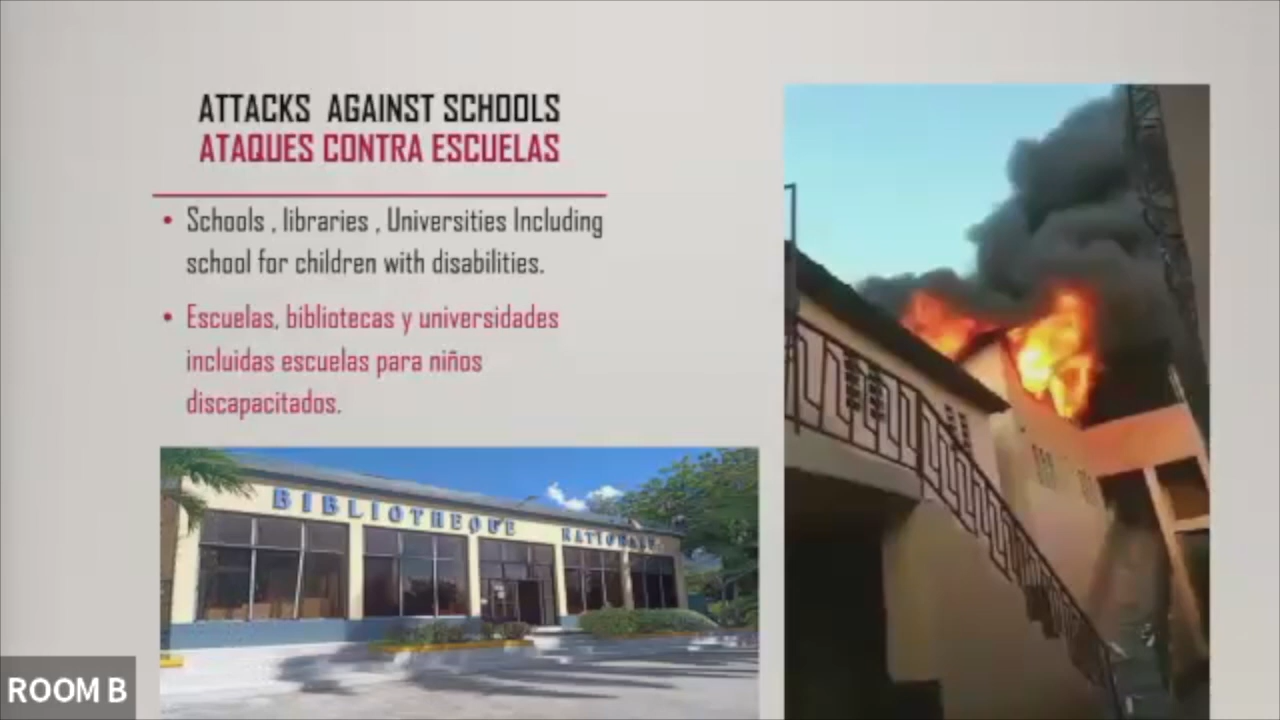 ATTACKS AGAINST SCHOOLS
ATAQUES CONTRA ESCUELAS
• Schools , libraries , Universities Including
school for children with disabilities.
• Escuelas, bibliotecas y universidades
incluidas escuelas para niños
discapacitados.
BIBLIOTHEQUE NATIONALE
ROOM B